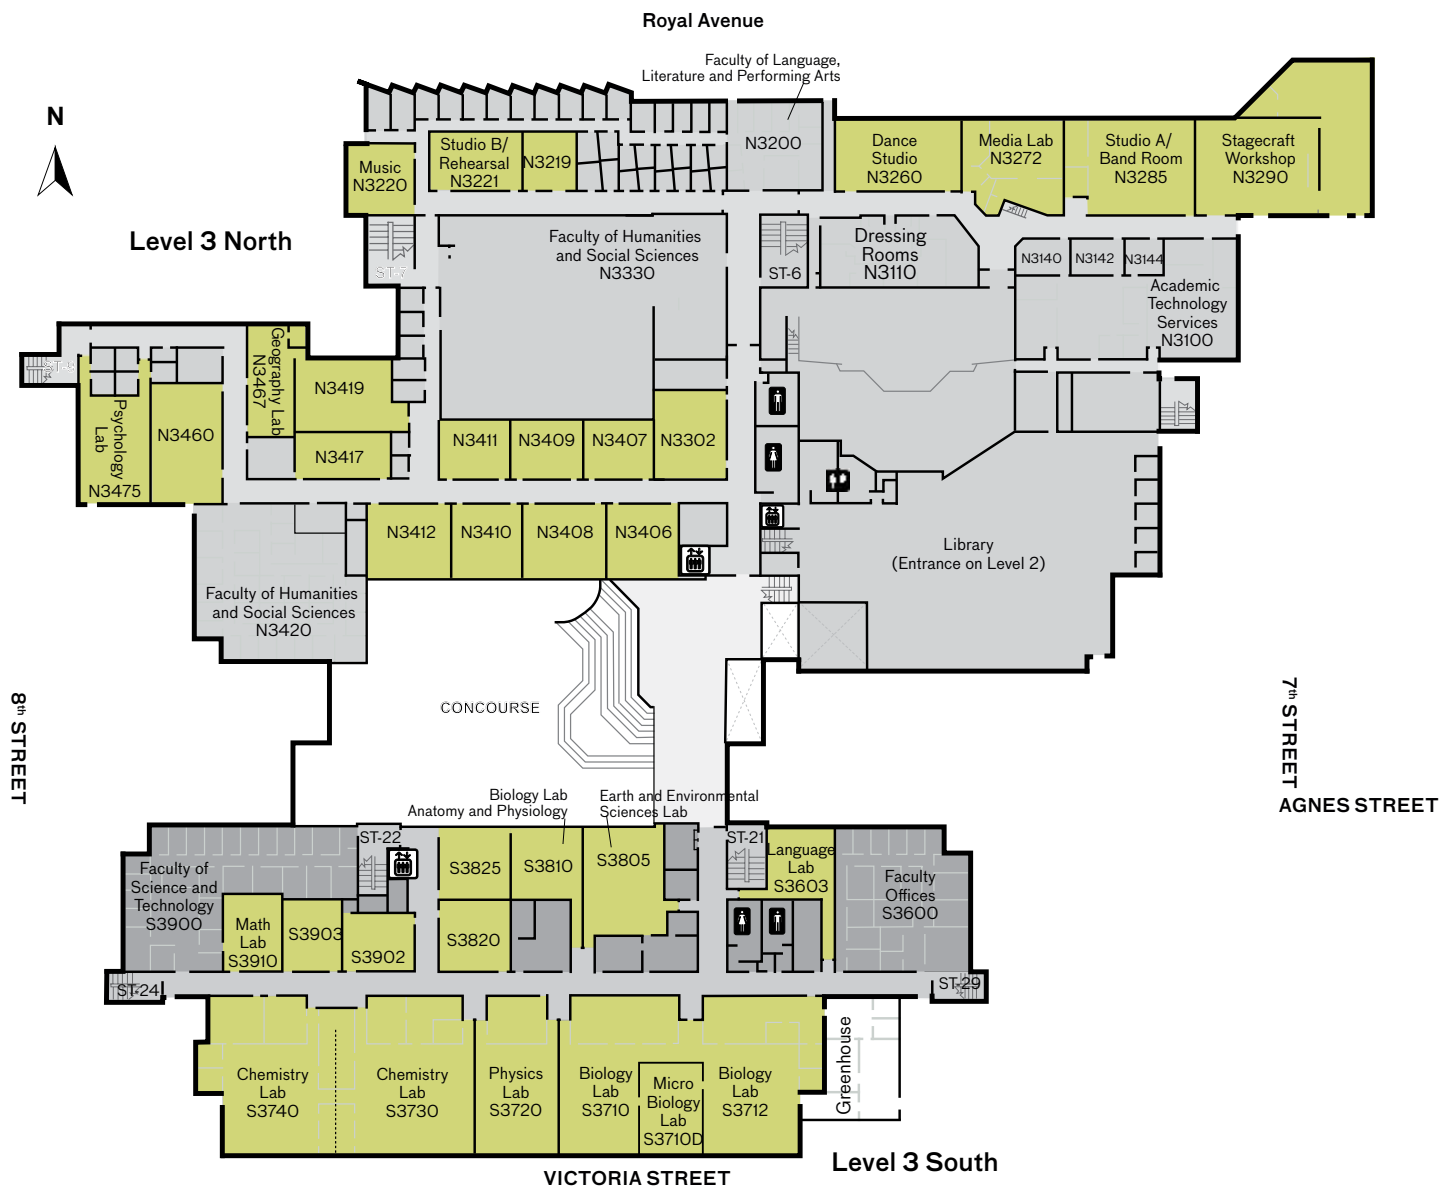 Royal Avenue
Faculty of Language,
Literature and Performing Arts
N
Level 3 North
Music
N3220
Studio B/
Rehearsal
N3221
N3219
N3200
Dance
Studio
N3260
Media Lab
N3272
Studio A/
Band Room
N3285
Stagecraft
Workshop
N3290
ST-7
Faculty of Humanities
and Social Sciences
N3330
ST-6
Dressing
Rooms
N3110
N3140
N3142
N3144
Academic
Technology
Services
N3100
Psychology
Lab
N3475
N3460
Geography Lab
N3467
N3419
N3417
N3411
N3409
N3407
N3302
N3412
N3410
N3408
N3406
Faculty of Humanities
and Social Sciences
N3420
Library
(Entrance on Level 2)
CONCOURSE
8th STREET
7th STREET
AGNES STREET
Biology Lab
Anatomy and Physiology
Earth and Environmental
Sciences Lab
ST-22
ST-21
Faculty of
Science and
Technology
S3900
Math
Lab
S3910
S3903
S3902
S3825
S3810
S3805
S3820
Language
Lab
S3603
Faculty
Offices
S3600
ST-24
ST-29
Chemistry
Lab
S3740
Chemistry
Lab
S3730
Physics
Lab
S3720
Biology
Lab
S3710
Micro
Biology
Lab
S3710D
Biology
Lab
S3712
Greenhouse
Level 3 South
VICTORIA STREET